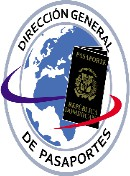 DIRECCIÓN GENERAL
PASAPORTE
REPÚBLICA
DOMINICANA
DE PASAPORTES